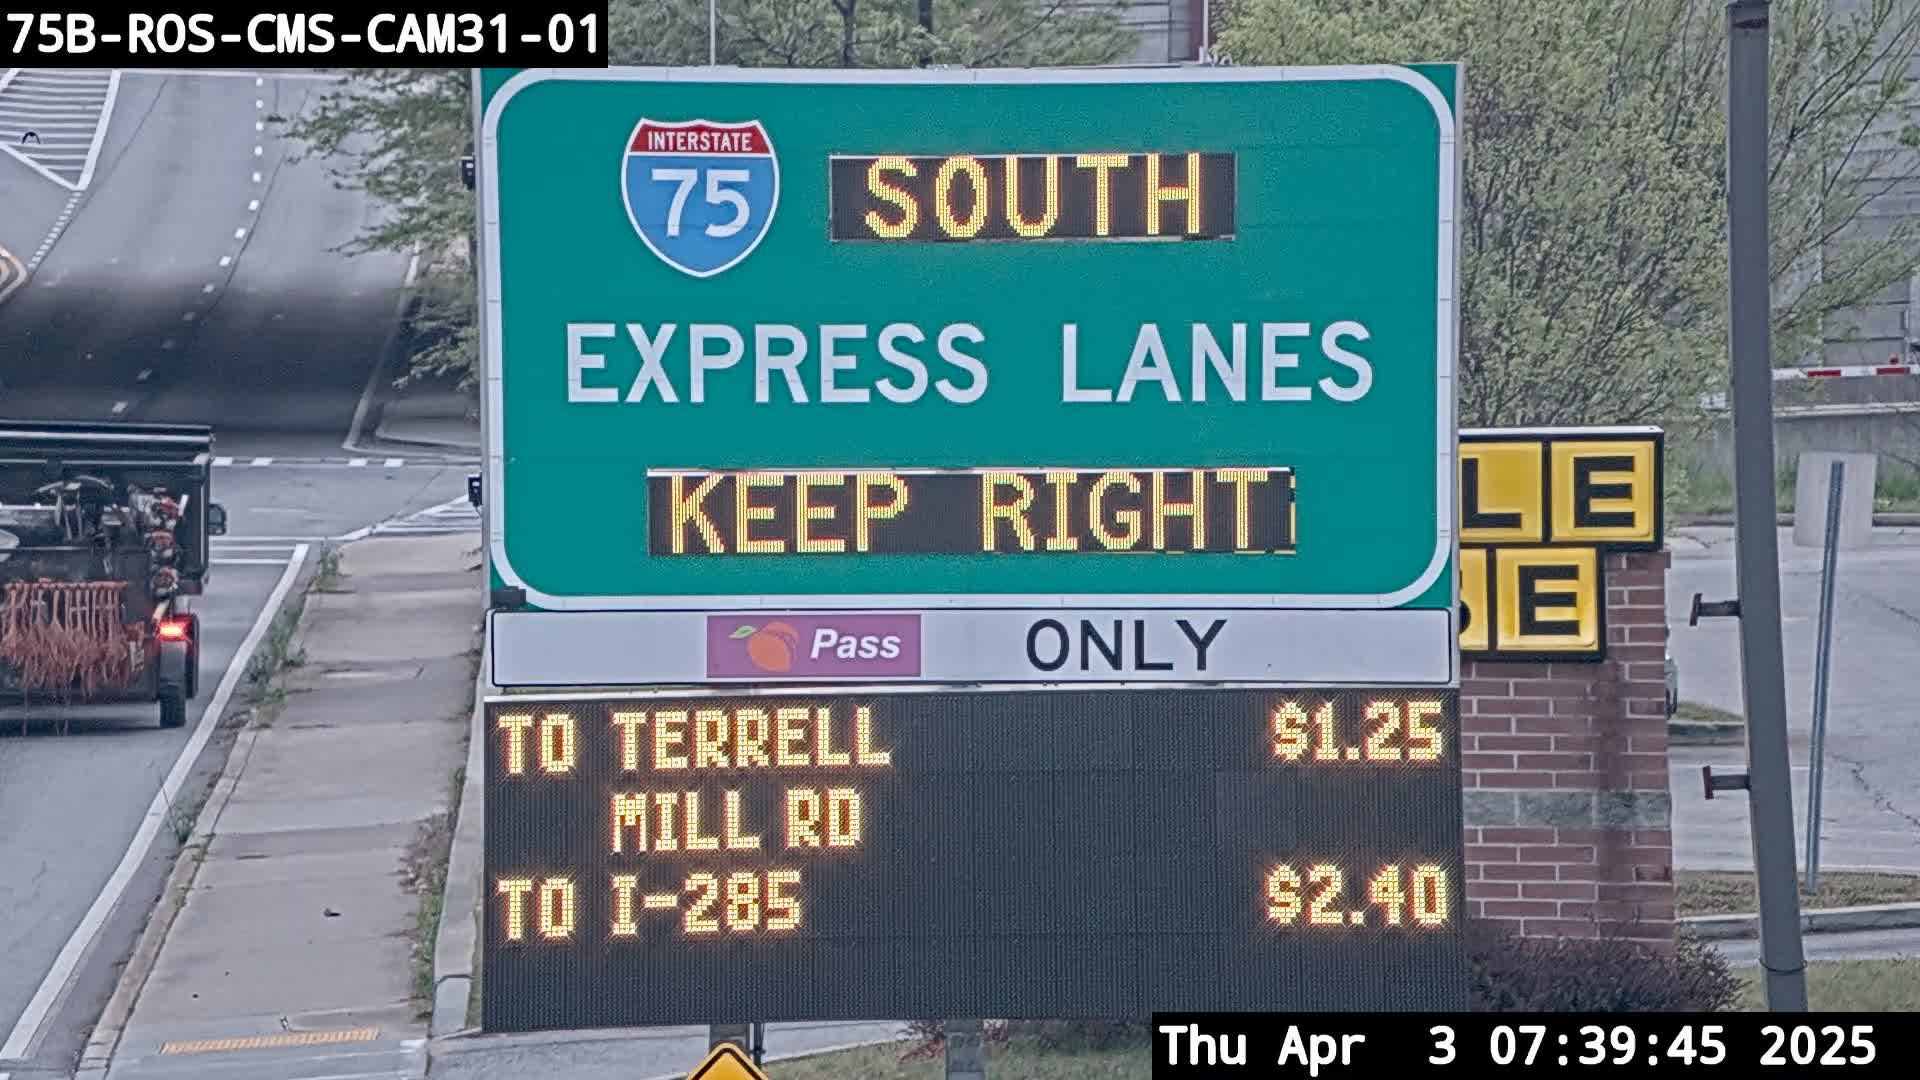 75B-ROS-CMS-CAM31-01
INTERSTATE
75
SOUTH
EXPRESS LANES
KEEP RIGHT
Pass ONLY
TO TERRELL $1.25
MILL RD
TO I-285 $2.40
LE
E
Thu Apr 3 07:39:45 2025